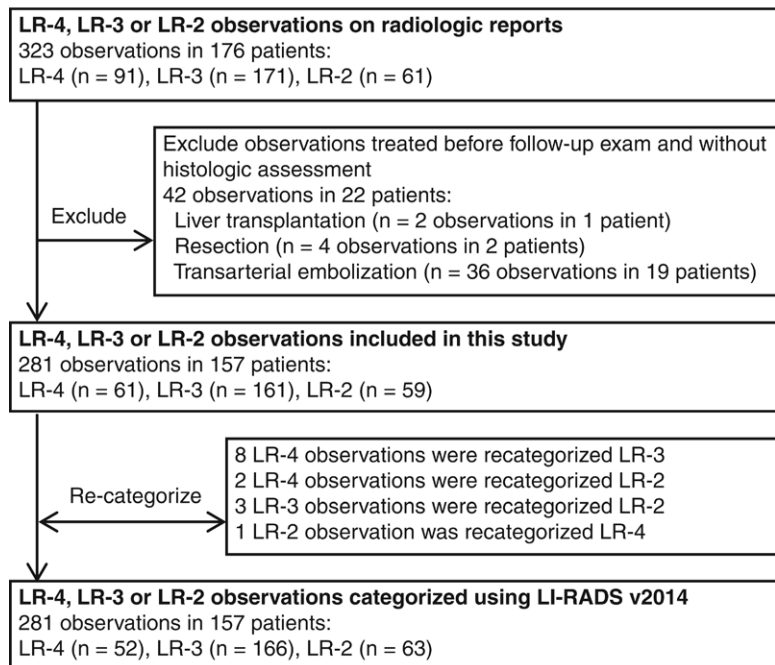 LR-4, LR-3 or LR-2 observations on radiologic reports
323 observations in 176 patients:
LR-4 (n = 91), LR-3 (n = 171), LR-2 (n = 61)
Exclude
Exclude observations treated before follow-up exam and without
histologic assessment
42 observations in 22 patients:
Liver transplantation (n = 2 observations in 1 patient)
Resection (n = 4 observations in 2 patients)
Transarterial embolization (n = 36 observations in 19 patients)
LR-4, LR-3 or LR-2 observations included in this study
281 observations in 157 patients:
LR-4 (n = 61), LR-3 (n = 161), LR-2 (n = 59)
Re-categorize
8 LR-4 observations were recategorized LR-3
2 LR-4 observations were recategorized LR-2
3 LR-3 observations were recategorized LR-2
1 LR-2 observation was recategorized LR-4
LR-4, LR-3 or LR-2 observations categorized using LI-RADS v2014
281 observations in 157 patients:
LR-4 (n = 52), LR-3 (n = 166), LR-2 (n = 63)